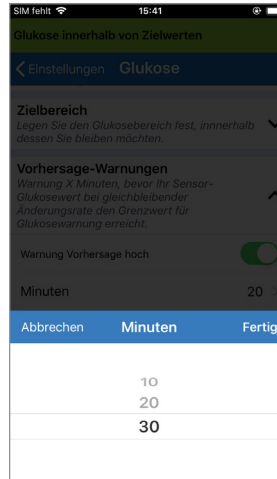 SIM fehlt 15:41
Glukose innerhalb von Zielwerten
Einstellungen Glukose
Zielbereich
Legen Sie den Glukosebereich fest, innnerhalb
dessen Sie bleiben möchten.
Vorhersage-
Warnungen
Warnung X Minuten, bevor Ihr Sensor-
Glukosewert bei gleichbleibender
Änderungsrate den Grenzwert für
Glukosewarnung erreicht.
Warnung Vorhersage hoch
Minuten 20
Abbrechen Minuten Fertig
10
20
30